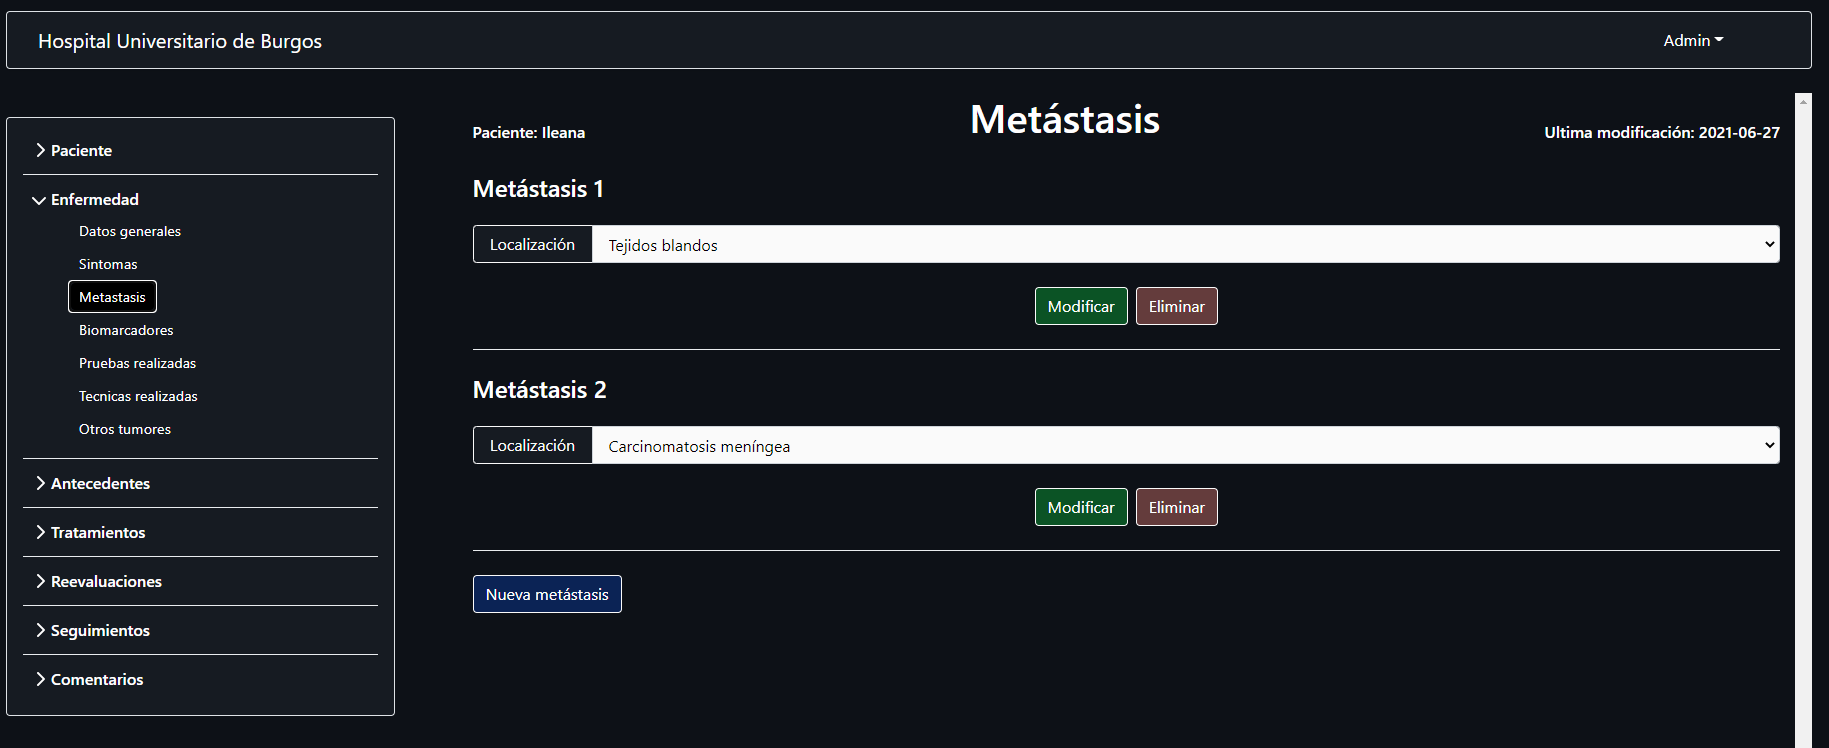 Hospital Universitario de Burgos
Admin
Paciente
Enfermedad
Datos generales
Sintomas
Metastasis
Biomarcadores
Pruebas realizadas
Tecnicas realizadas
Otros tumores
Antecedentes
Tratamientos
Reevaluaciones
Seguimientos
Comentarios
Paciente: Ileana
Metástasis
Ultima modificación: 2021-06-27
Metástasis 1
Localización Tejidos blandos
Modificar Eliminar
Metástasis 2
Localización Carcinomatosis meníngea
Modificar Eliminar
Nueva metástasis